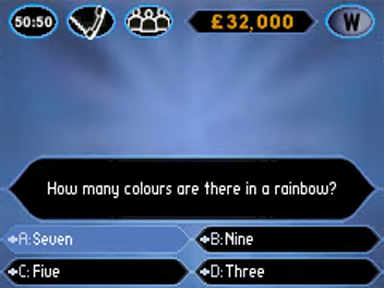 50:50
£32,000
W
How many colours are there in a rainbow?
A: Seven
B: Nine
C: Five
D: Three